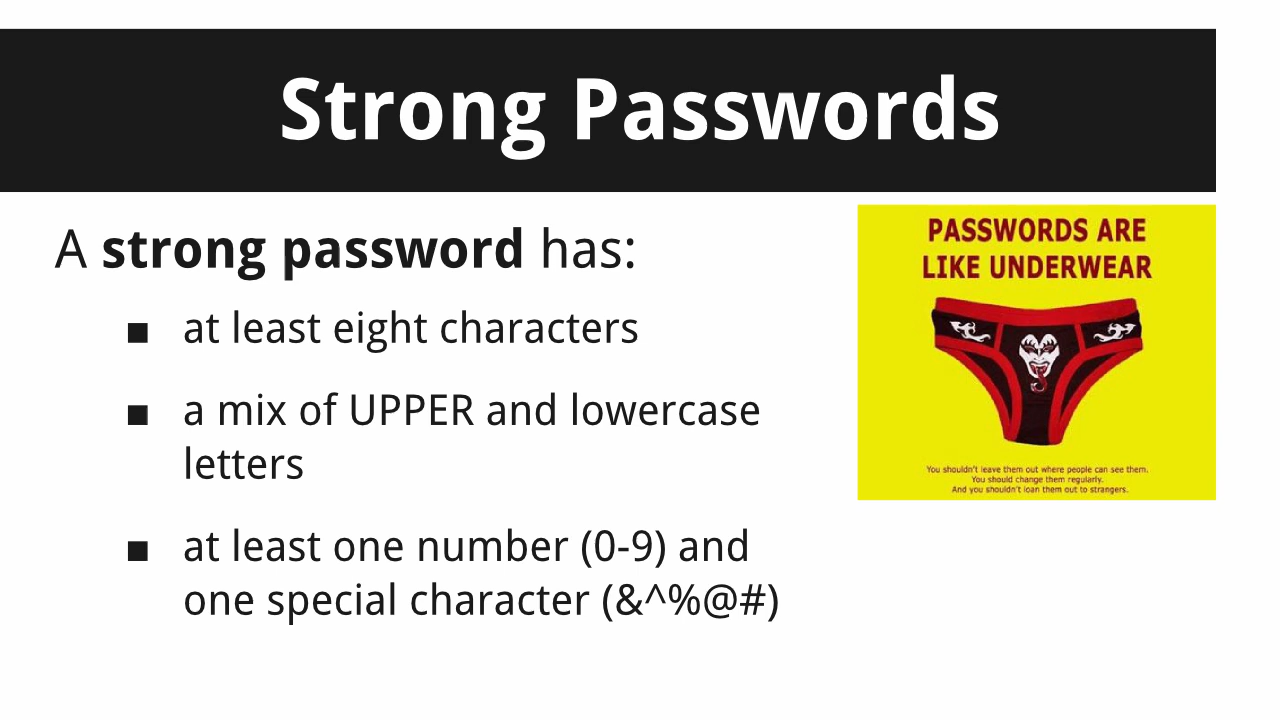 Strong Passwords
A strong password has:
▪ at least eight characters
▪ a mix of UPPER and lowercase
letters
▪ at least one number (0-9) and
one special character (&^%@#)
PASSWORDS ARE
LIKE UNDERWEAR
You shouldn't leave them out where people can see them.
You should change them regularly.
And you shouldn't loan them out to strangers.